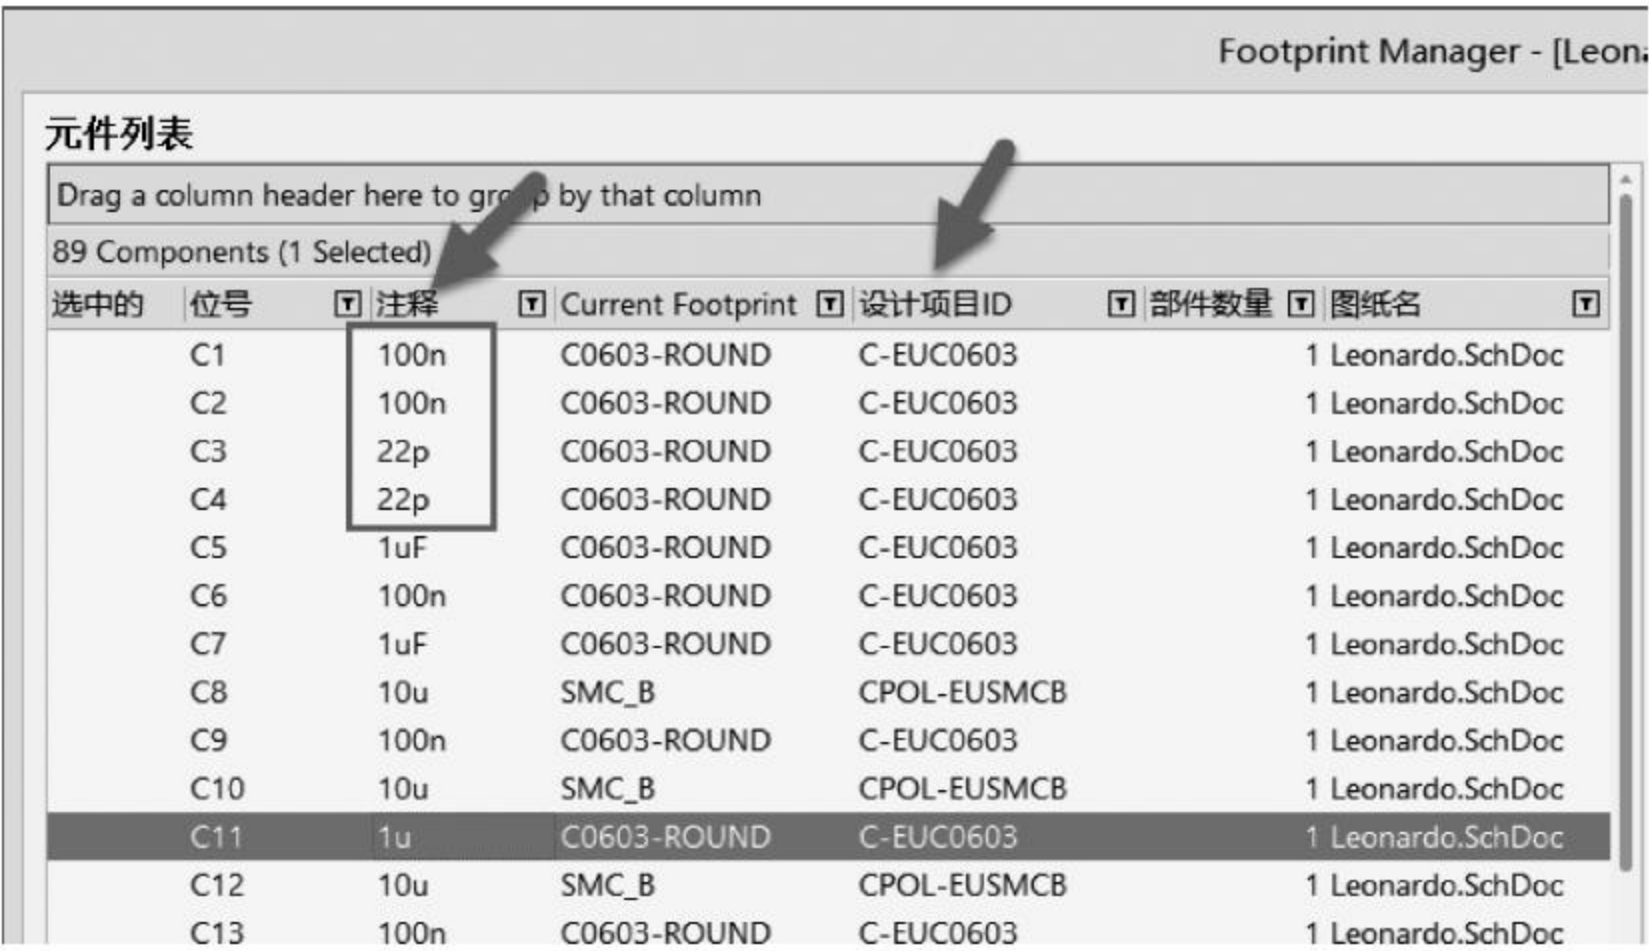 Footprint Manager - [Leon
元件列表
Drag a column header here to group by that column
89 Components (1 Selected)
选中的 位号 注释 Current Footprint 设计项目ID 部件数量 图纸名
C1 100n C0603-ROUND C-EUC0603 1 Leonardo.SchDoc
C2 100n C0603-ROUND C-EUC0603 1 Leonardo.SchDoc
C3 22p C0603-ROUND C-EUC0603 1 Leonardo.SchDoc
C4 22p C0603-ROUND C-EUC0603 1 Leonardo.SchDoc
C5 1uF C0603-ROUND C-EUC0603 1 Leonardo.SchDoc
C6 100n C0603-ROUND C-EUC0603 1 Leonardo.SchDoc
C7 1uF C0603-ROUND C-EUC0603 1 Leonardo.SchDoc
C8 10u SMC_B CPOL-EUSMCB 1 Leonardo.SchDoc
C9 100n C0603-ROUND C-EUC0603 1 Leonardo.SchDoc
C10 10u SMC_B CPOL-EUSMCB 1 Leonardo.SchDoc
C11 1u C0603-ROUND C-EUC0603 1 Leonardo.SchDoc
C12 10u SMC_B CPOL-EUSMCB 1 Leonardo.SchDoc
C13 100n C0603-ROUND C-EUC0603 1 Leonardo.SchDoc